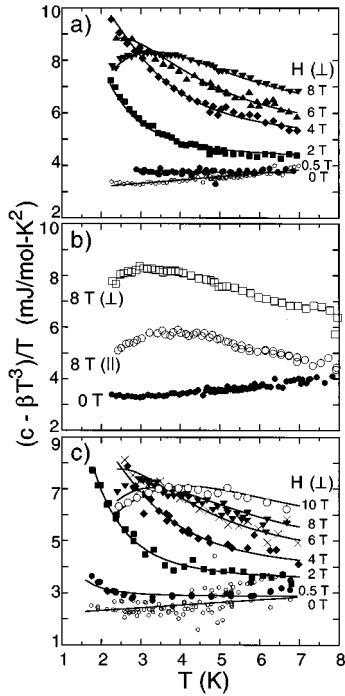 (c - βT³)/T (mJ/mol-K²)
a)
10
8
6
4
2
H (⊥)
8 T
6 T
4 T
2 T
0.5 T
0 T
b)
10
8
6
4
2
8 T (⊥)
8 T (||)
0 T
c)
9
7
5
3
1
H (⊥)
10 T
8 T
6 T
4 T
2 T
0.5 T
0 T
1 2 3 4 5 6 7 8
T (K)